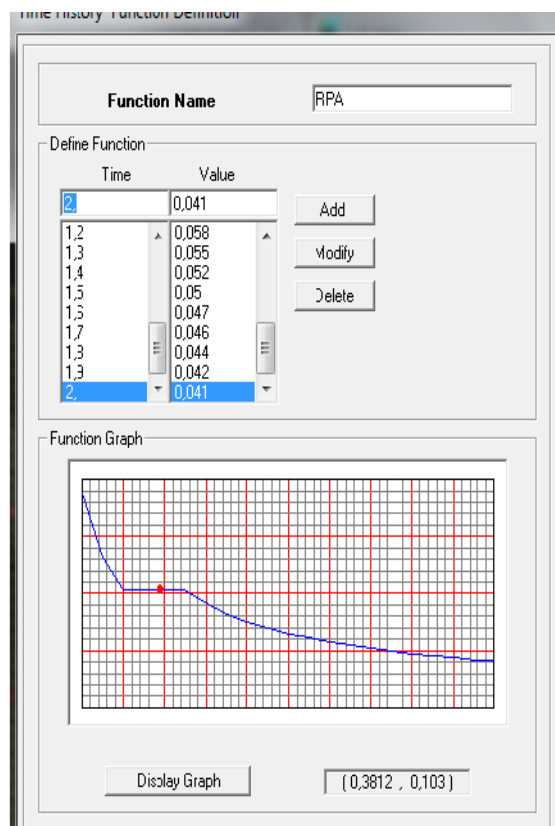 Time History Function Definition
Function Name RPA
Define Function
Time Value
2, 0,041
Add
Modify
Delete
1,2 0,058
1,3 0,055
1,4 0,052
1,5 0,05
1,6 0,047
1,7 0,046
1,8 0,044
1,9 0,042
2, 0,041
Function Graph
Display Graph
( 0,3812 , 0,103 )